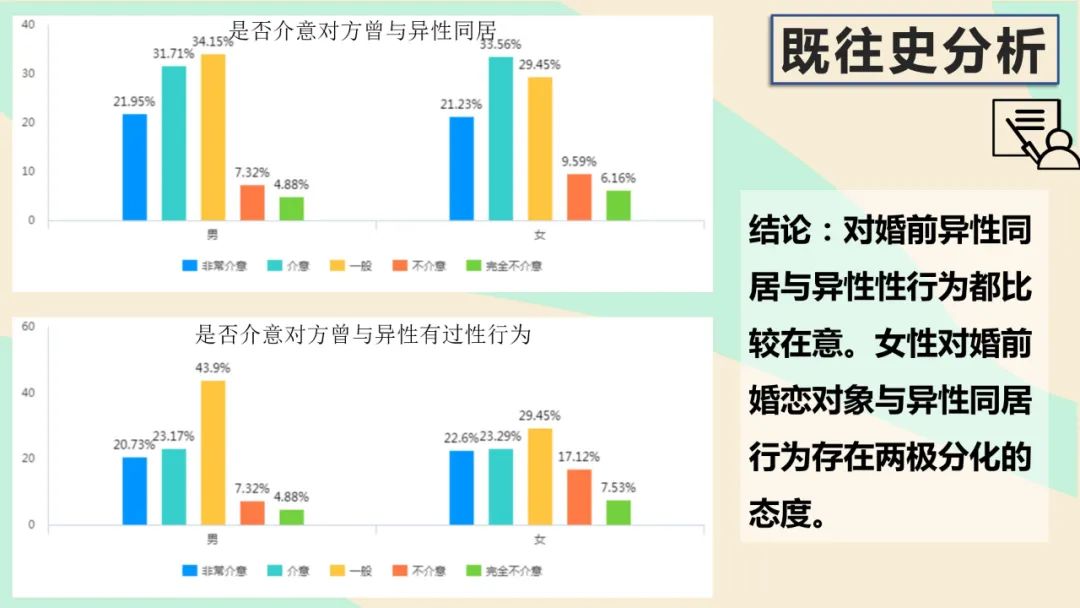 是否介意对方曾与异性同居
40
30
20
10
0
21.95%
31.71%
34.15%
7.32%
4.88%
21.23%
33.56%
29.45%
9.59%
6.16%
男
女
非常介意 介意 一般 不介意 完全不介意
是否介意对方曾与异性有过性行为
60
40
20
0
20.73%
23.17%
43.9%
7.32%
4.88%
22.6%
23.29%
29.45%
17.12%
7.53%
男
女
非常介意 介意 一般 不介意 完全不介意
既往史分析
结论：对婚前异性同
居与异性性行为都比
较在意。女性对婚前
婚恋对象与异性同居
行为存在两极分化的
态度。